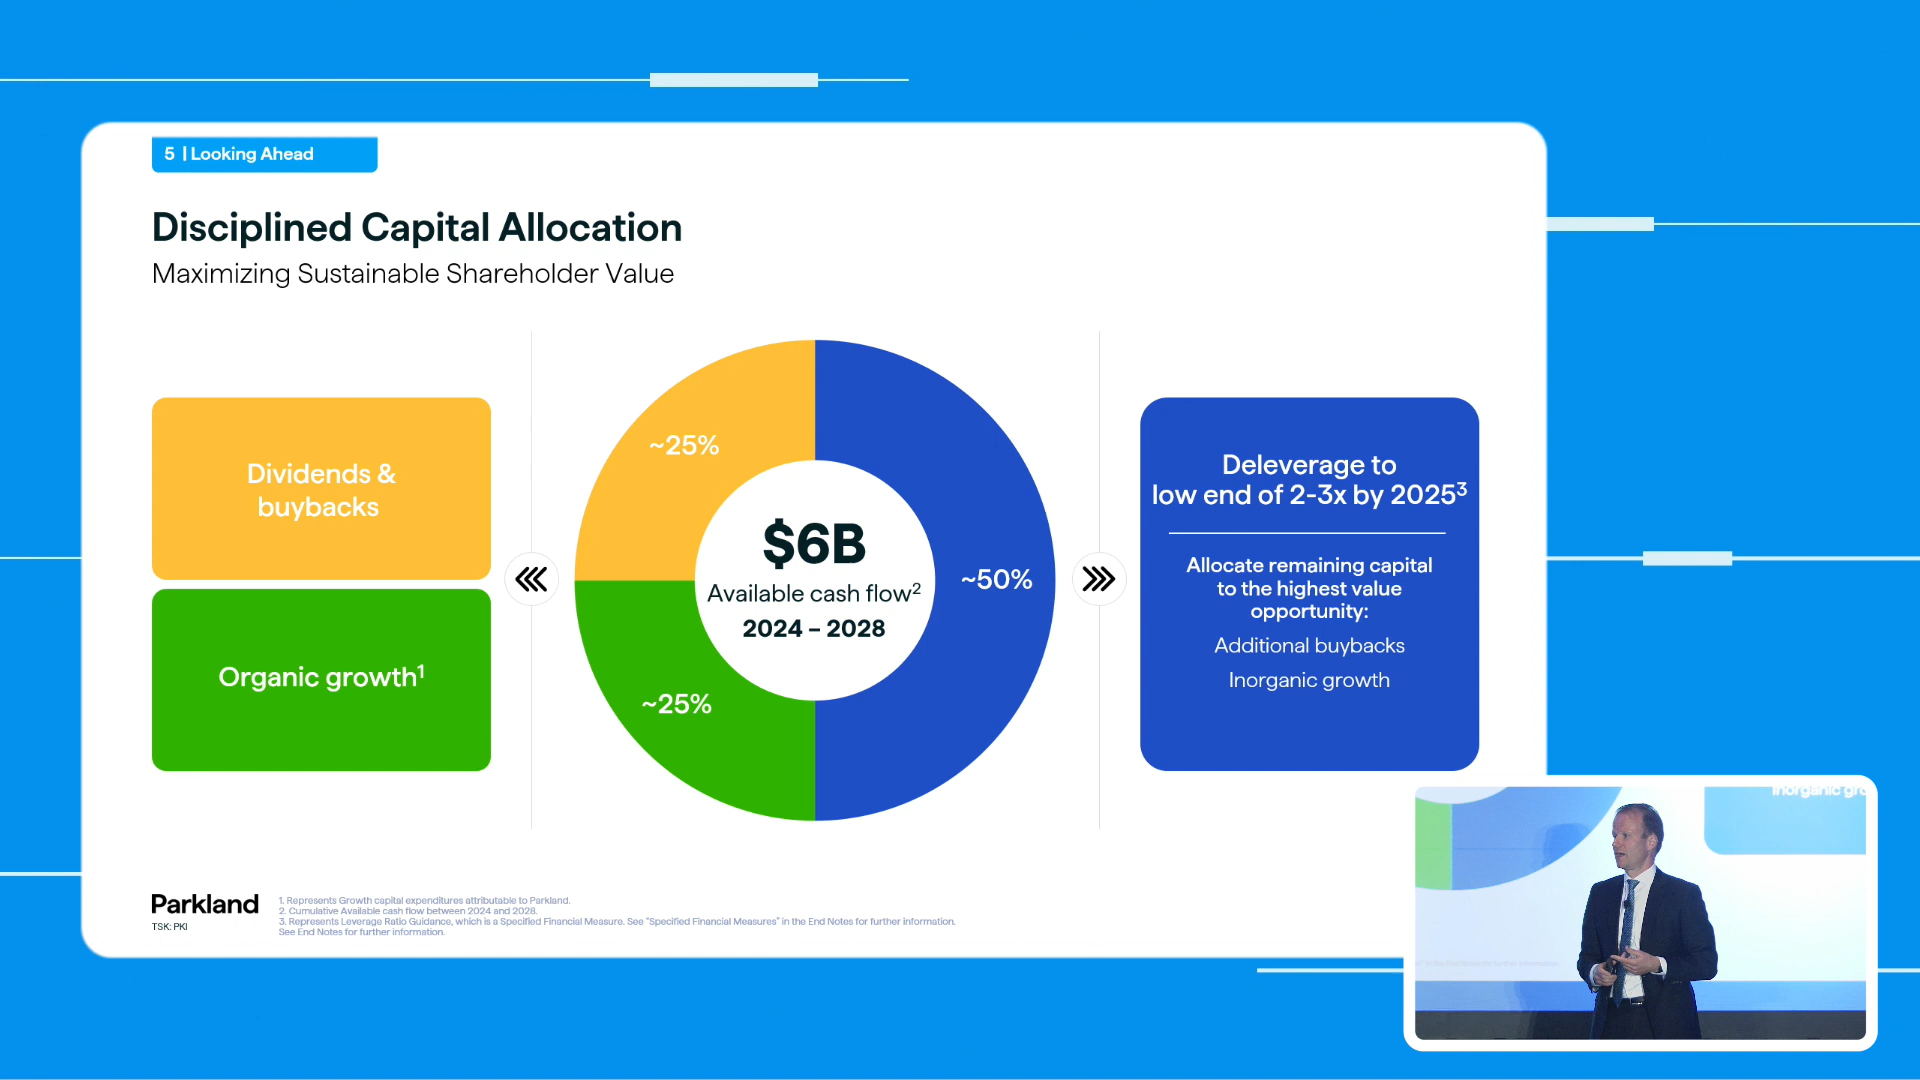 5 | Looking Ahead
Disciplined Capital Allocation
Maximizing Sustainable Shareholder Value
Dividends &
buybacks
Organic growth¹
~25%
~25%
~50%
$6B
Available cash flow²
2024 – 2028
Deleverage to
low end of 2-3x by 2025³
Allocate remaining capital
to the highest value
opportunity:
Additional buybacks
Inorganic growth
Parkland
TSK: PKI
1. Represents Growth capital expenditures attributable to Parkland.
2. Cumulative Available cash flow between 2024 and 2028.
3. Represents Leverage Ratio Guidance, which is a Specified Financial Measure. See "Specified Financial Measures" in the End Notes for further information.
See End Notes for further information.
Inorganic gro